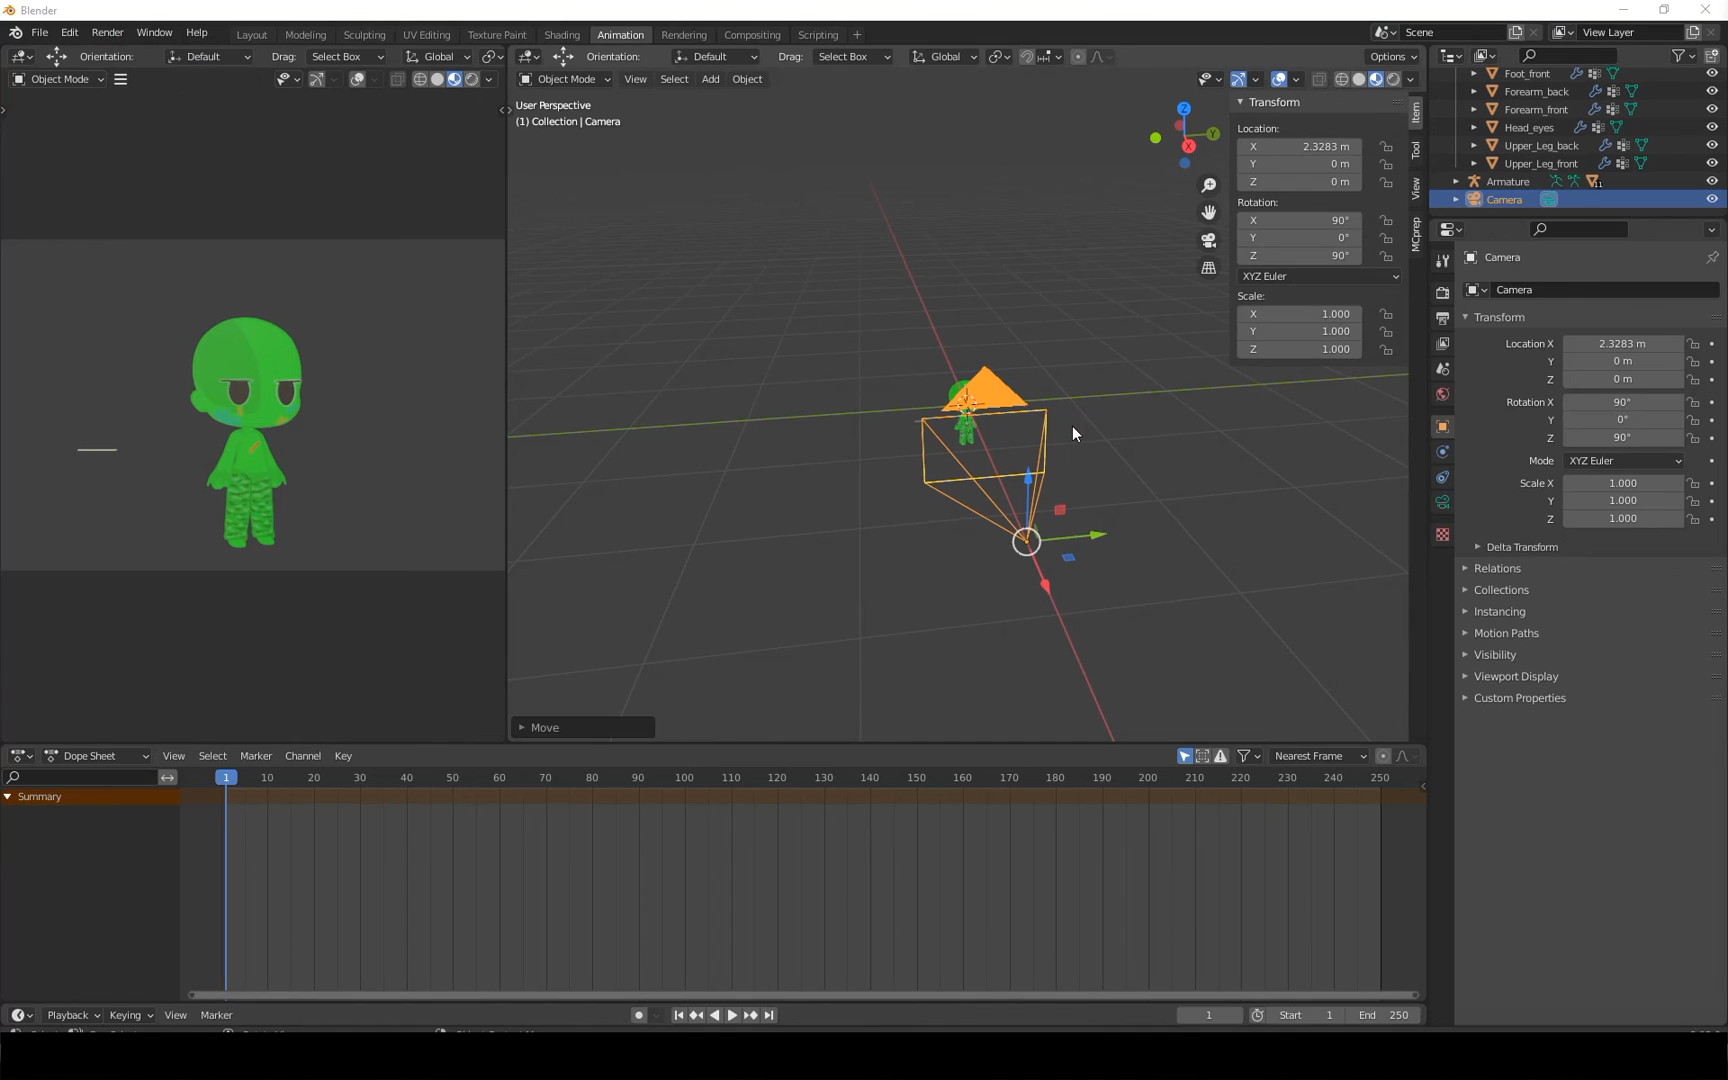 Blender
File Edit Render Window Help Layout Modeling Sculpting UV Editing Texture Paint Shading Animation Rendering Compositing Scripting + Scene View Layer
Orientation: Default Drag: Select Box Global Orientation: Default Drag: Select Box Global Options
Object Mode Object Mode View Select Add Object
User Perspective
(1) Collection | Camera
Z
Y
X
Transform
Location:
X 2.3283 m
Y 0 m
Z 0 m
Rotation:
X 90°
Y 0°
Z 90°
XYZ Euler
Scale:
X 1.000
Y 1.000
Z 1.000
Item
Tool
View
MCprep
Move
Foot_front
Forearm_back
Forearm_front
Head_eyes
Upper_Leg_back
Upper_Leg_front
Armature 11
Camera
Camera
Camera
Transform
Location X 2.3283 m
Y 0 m
Z 0 m
Rotation X 90°
Y 0°
Z 90°
Mode XYZ Euler
Scale X 1.000
Y 1.000
Z 1.000
Delta Transform
Relations
Collections
Instancing
Motion Paths
Visibility
Viewport Display
Custom Properties
Dope Sheet View Select Marker Channel Key Nearest Frame
1 10 20 30 40 50 60 70 80 90 100 110 120 130 140 150 160 170 180 190 200 210 220 230 240 250
Summary
Playback Keying View Marker 1 Start 1 End 250